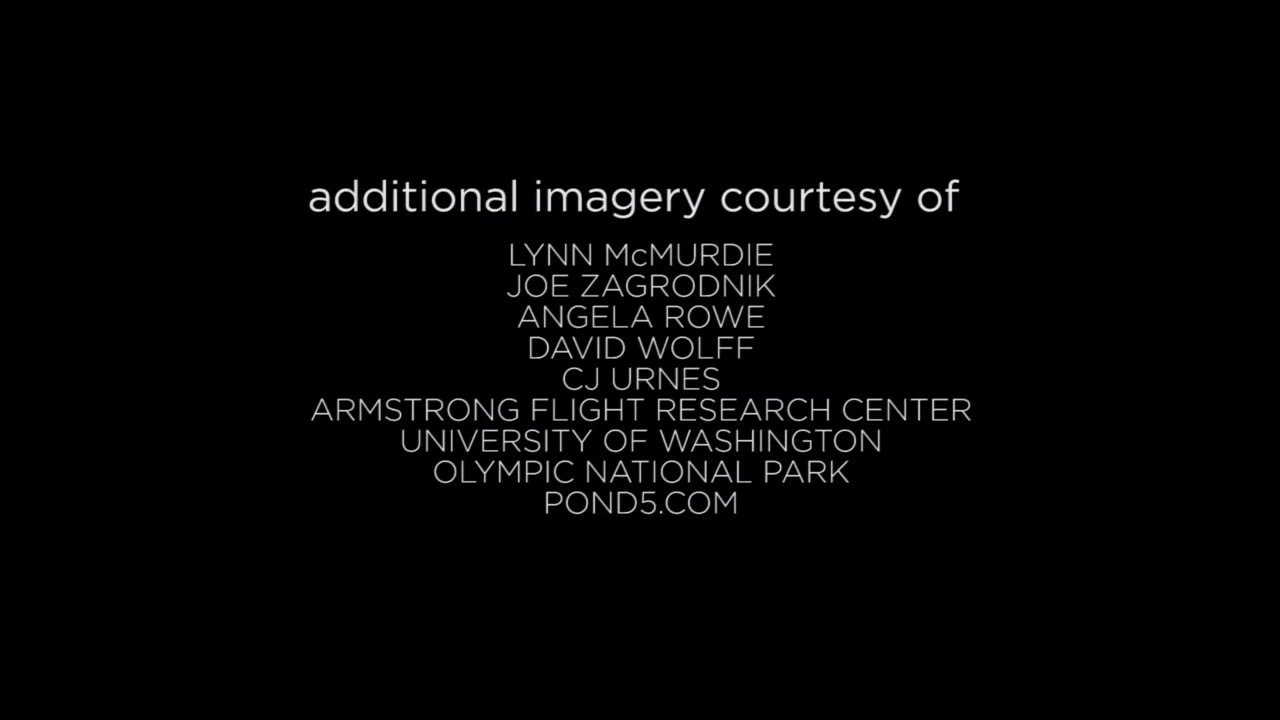 additional imagery courtesy of
LYNN McMURDIE
JOE ZAGRODNIK
ANGELA ROWE
DAVID WOLFF
CJ URNES
ARMSTRONG FLIGHT RESEARCH CENTER
UNIVERSITY OF WASHINGTON
OLYMPIC NATIONAL PARK
POND5.COM